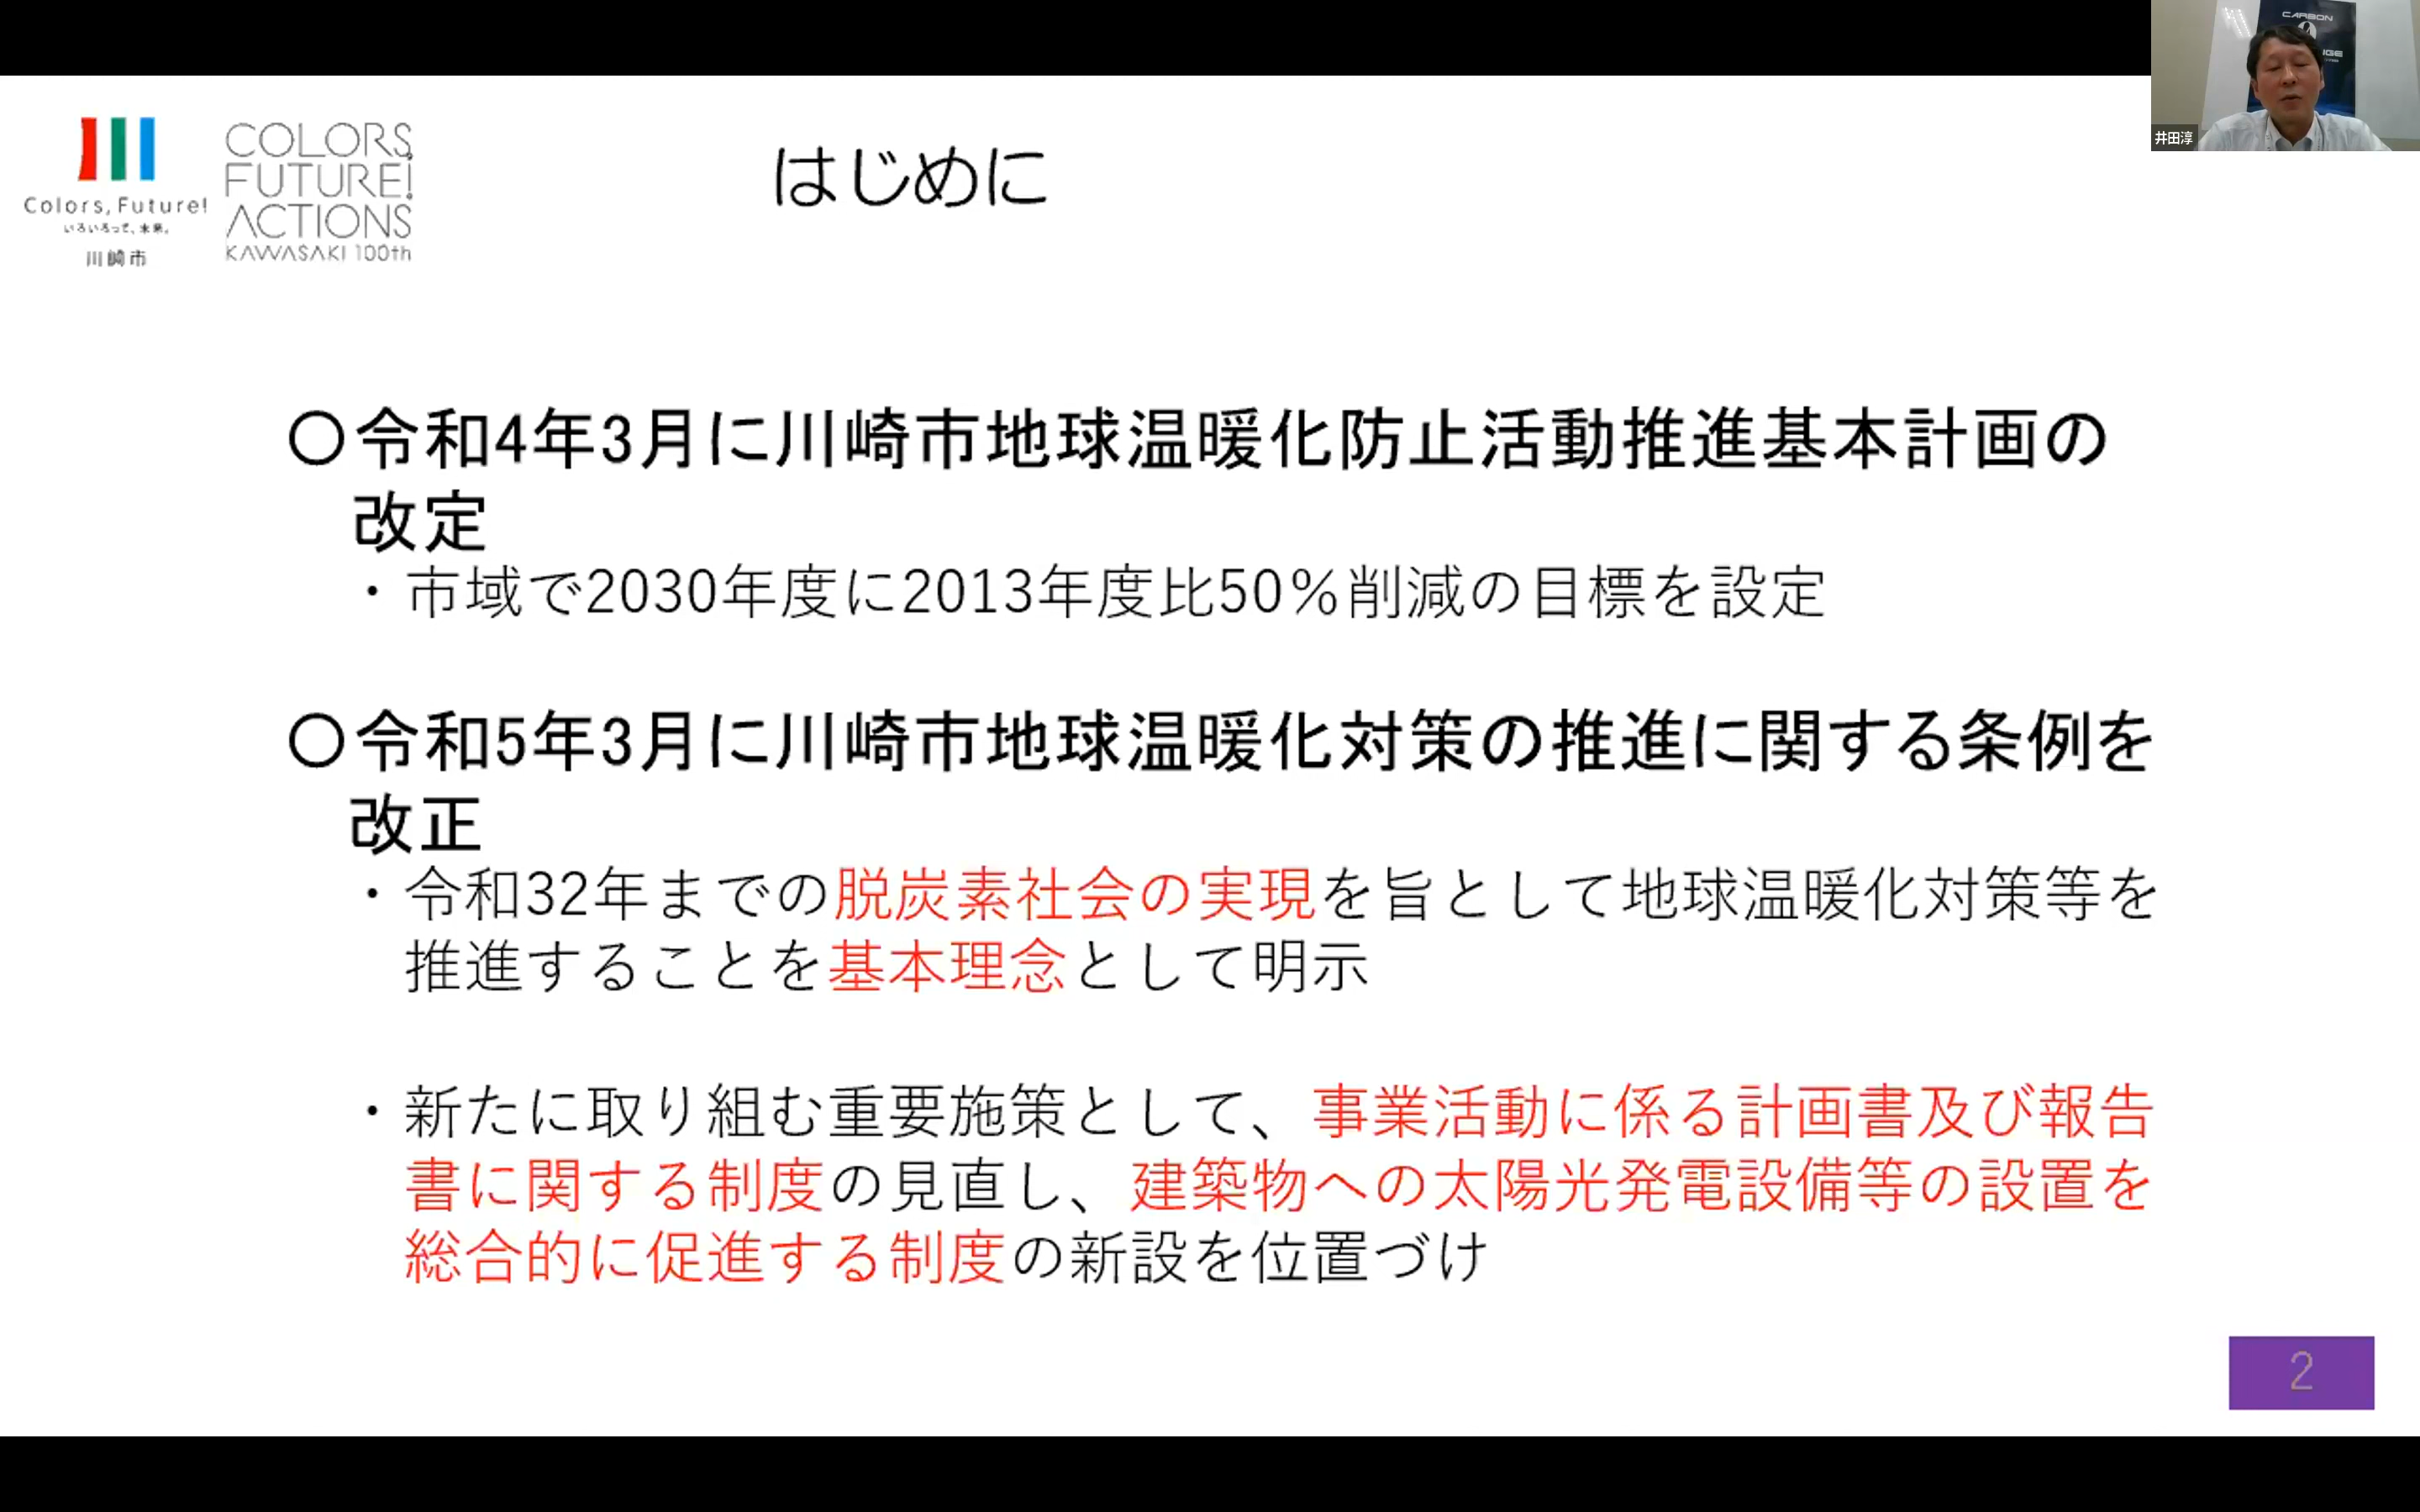 Colors,Future!
いろいろって、未来。
川崎市
COLORS,
FUTURE!
ACTIONS
KAWASAKI 100th
はじめに
CARBON
井田淳
〇令和4年3月に川崎市地球温暖化防止活動推進基本計画の
改定
・市域で2030年度に2013年度比50%削減の目標を設定
〇令和5年3月に川崎市地球温暖化対策の推進に関する条例を
改正
・令和32年までの脱炭素社会の実現を旨として地球温暖化対策等を
推進することを基本理念として明示
・新たに取り組む重要施策として、事業活動に係る計画書及び報告
書に関する制度の見直し、建築物への太陽光発電設備等の設置を
総合的に促進する制度の新設を位置づけ
2